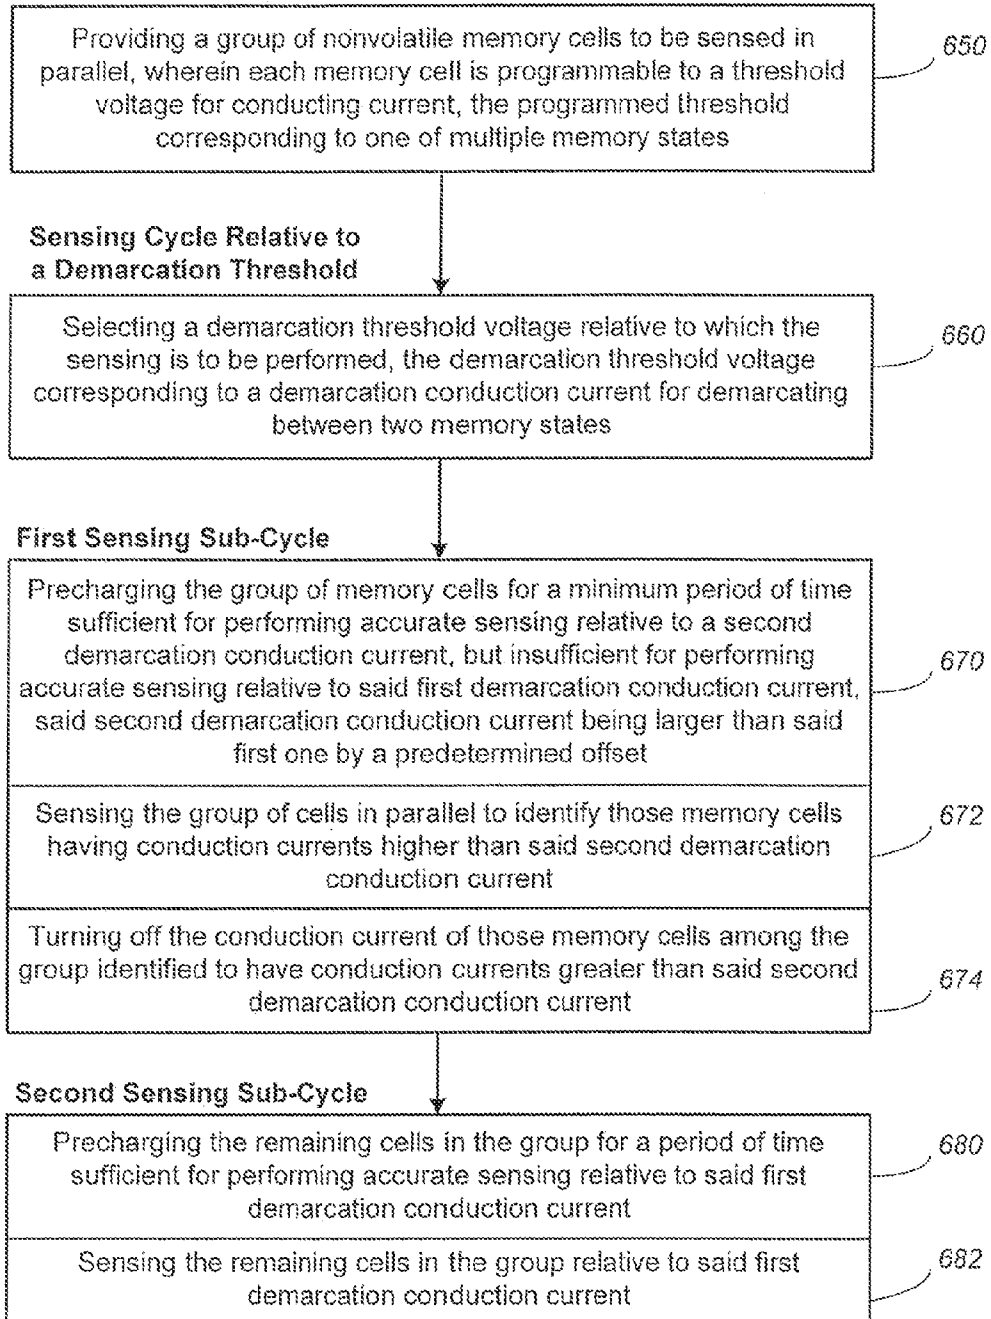 Providing a group of nonvolatile memory cells to be sensed in
parallel, wherein each memory cell is programmable to a threshold
voltage for conducting current, the programmed threshold
corresponding to one of multiple memory states
650
Sensing Cycle Relative to
a Demarcation Threshold
Selecting a demarcation threshold voltage relative to which the
sensing is to be performed, the demarcation threshold voltage
corresponding to a demarcation conduction current for demarcating
between two memory states
660
First Sensing Sub-Cycle
Precharging the group of memory cells for a minimum period of time
sufficient for performing accurate sensing relative to a second
demarcation conduction current, but insufficient for performing
accurate sensing relative to said first demarcation conduction current,
said second demarcation conduction current being larger than said
first one by a predetermined offset
670
Sensing the group of cells in parallel to identify those memory cells
having conduction currents higher than said second demarcation
conduction current
672
Turning off the conduction current of those memory cells among the
group identified to have conduction currents greater than said second
demarcation conduction current
674
Second Sensing Sub-Cycle
Precharging the remaining cells in the group for a period of time
sufficient for performing accurate sensing relative to said first
demarcation conduction current
680
Sensing the remaining cells in the group relative to said first
demarcation conduction current
682